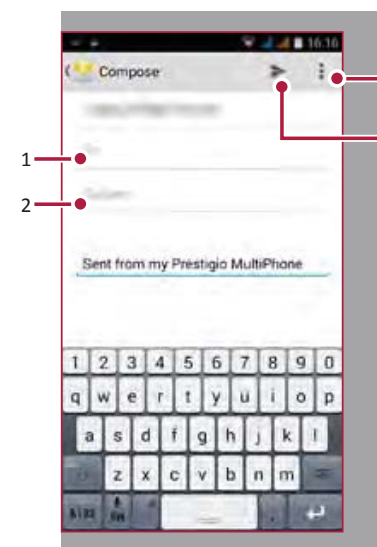 16:16
Compose
1
2
Sent from my Prestigio MultiPhone
1 2 3 4 5 6 7 8 9 0
q w e r t y u i o p
a s d f g h j k l
z x c v b n m